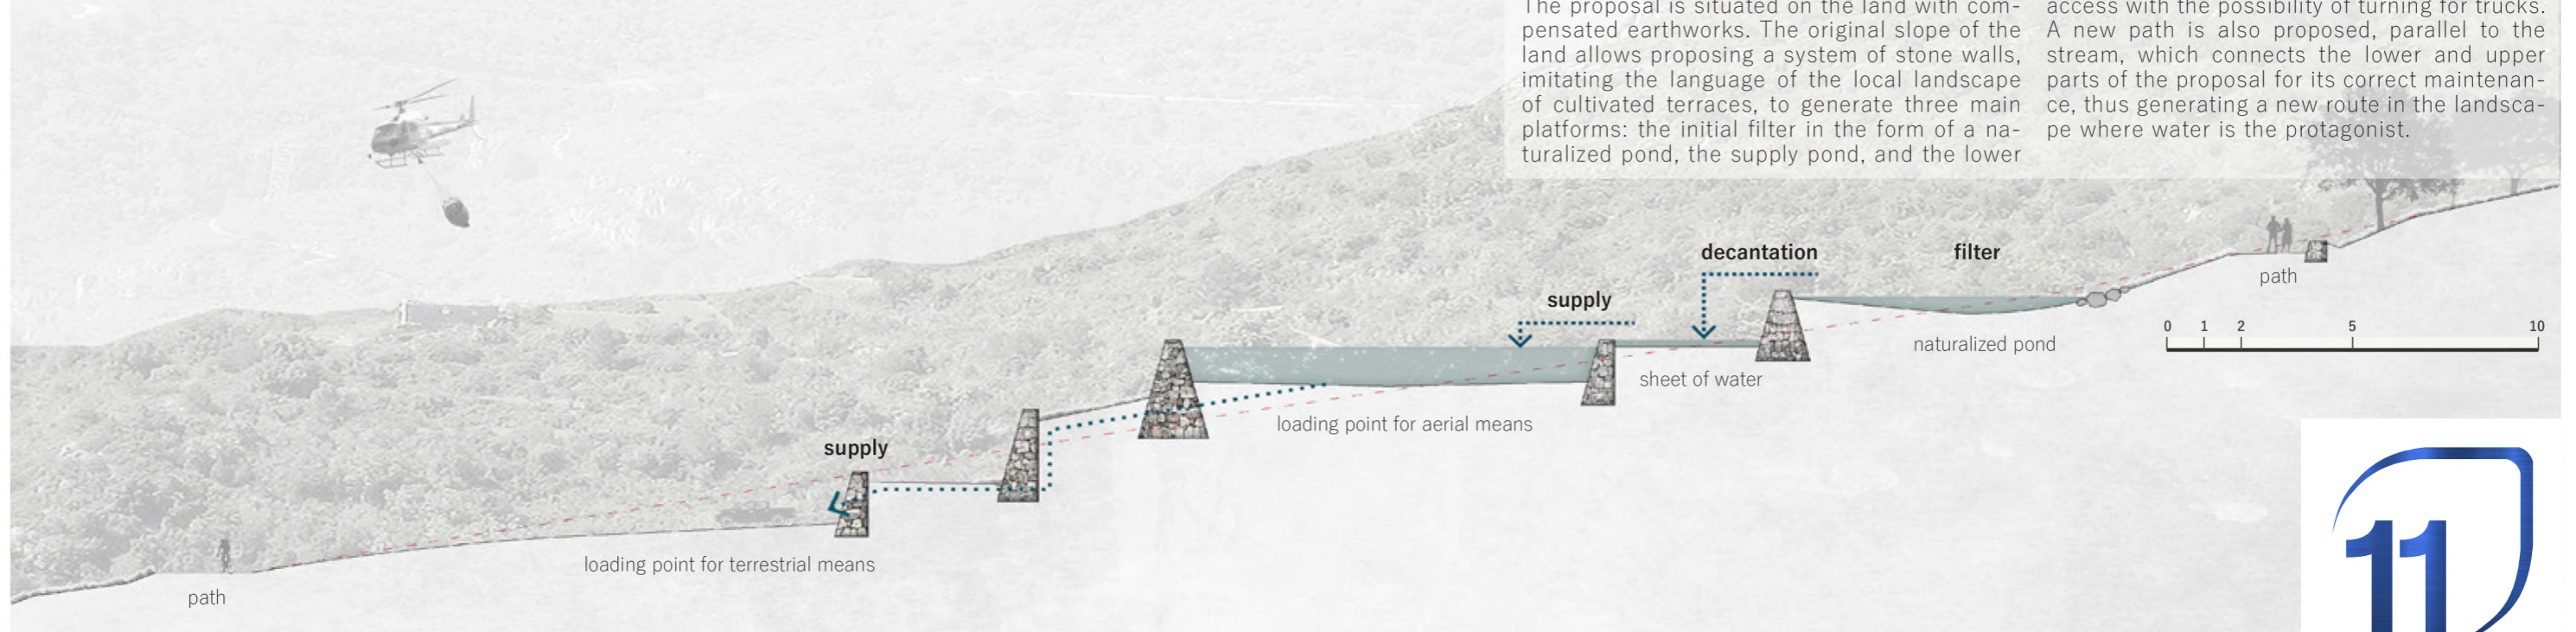 The proposal is situated on the land with com-
pensated earthworks. The original slope of the
land allows proposing a system of stone walls,
imitating the language of the local landscape
of cultivated terraces, to generate three main
platforms: the initial filter in the form of a na-
turalized pond, the supply pond, and the lower
access with the possibility of turning for trucks.
A new path is also proposed, parallel to the
stream, which connects the lower and upper
parts of the proposal for its correct maintenan-
ce, thus generating a new route in the landsca-
pe where water is the protagonist.
decantation
filter
path
supply
0 1 2 5 10
naturalized pond
sheet of water
loading point for aerial means
supply
loading point for terrestrial means
path
11